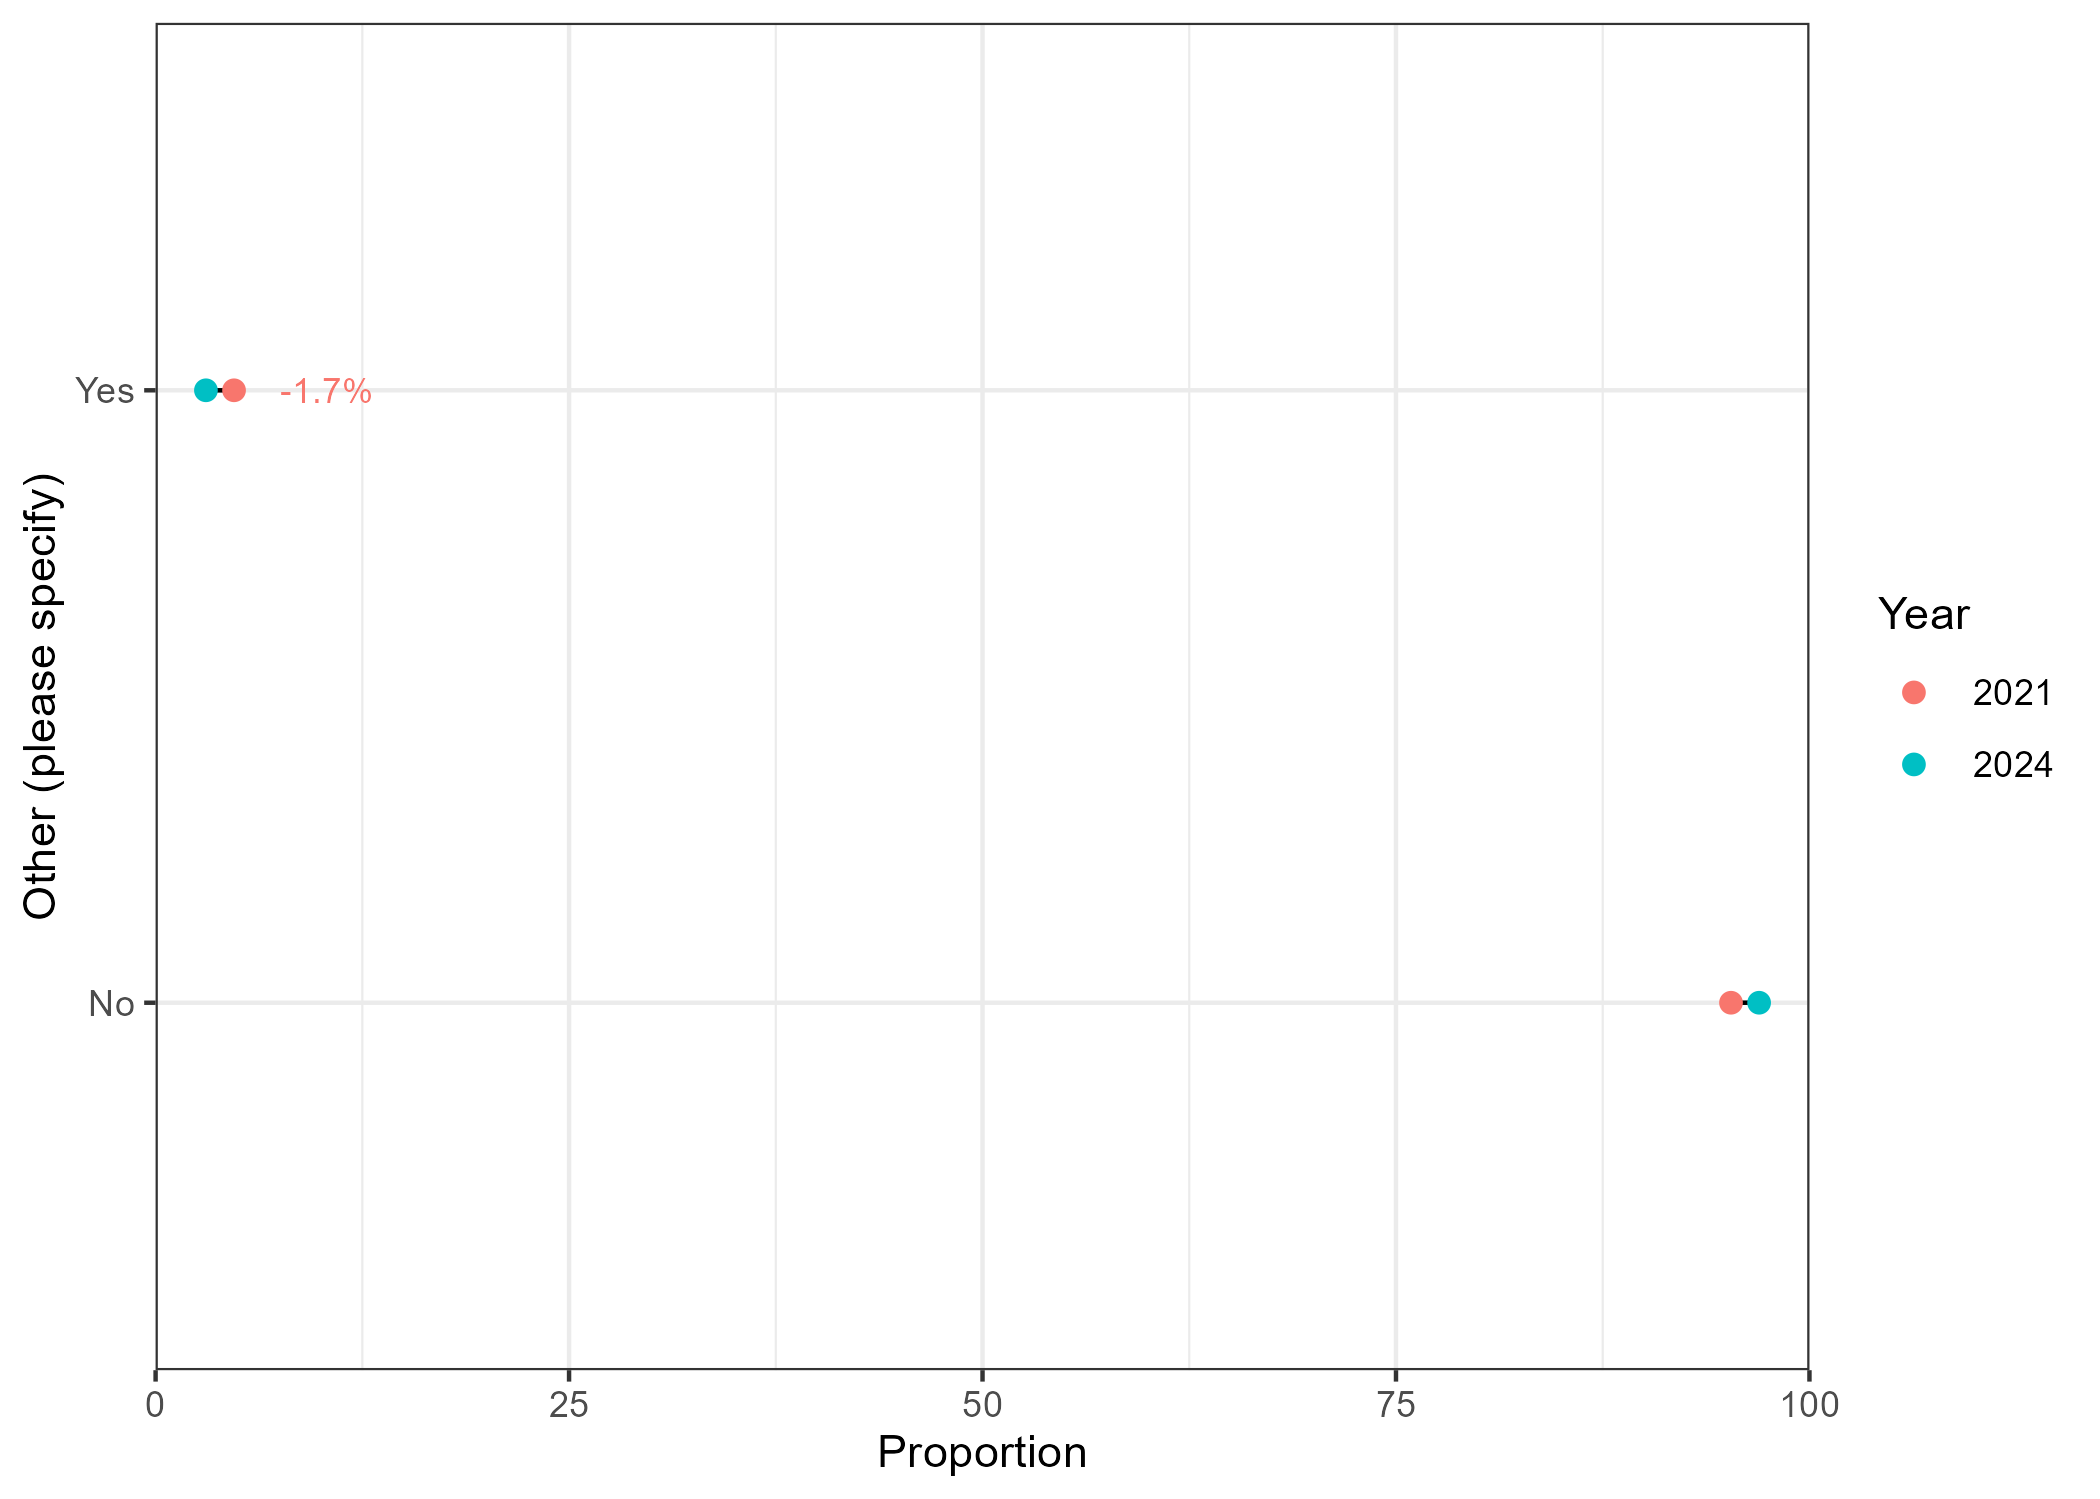 Other (please specify)
Yes
-1.7%
No
0
25
50
75
100
Proportion
Year
2021
2024